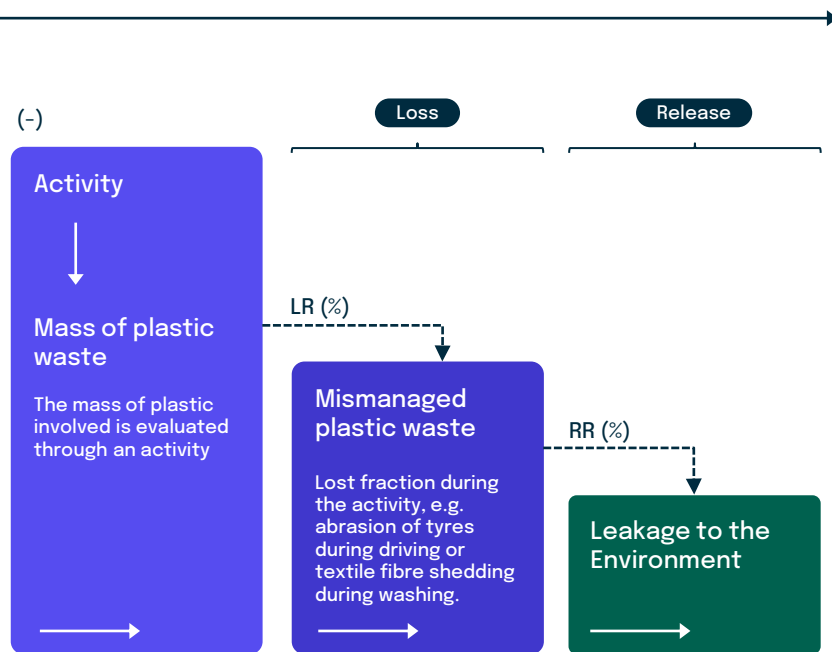 (-)
Loss
Release
Activity
Mass of plastic
waste
The mass of plastic
involved is evaluated
through an activity
LR (%)
Mismanaged
plastic waste
Lost fraction during
the activity, e.g.
abrasion of tyres
during driving or
textile fibre shedding
during washing.
RR (%)
Leakage to the
Environment